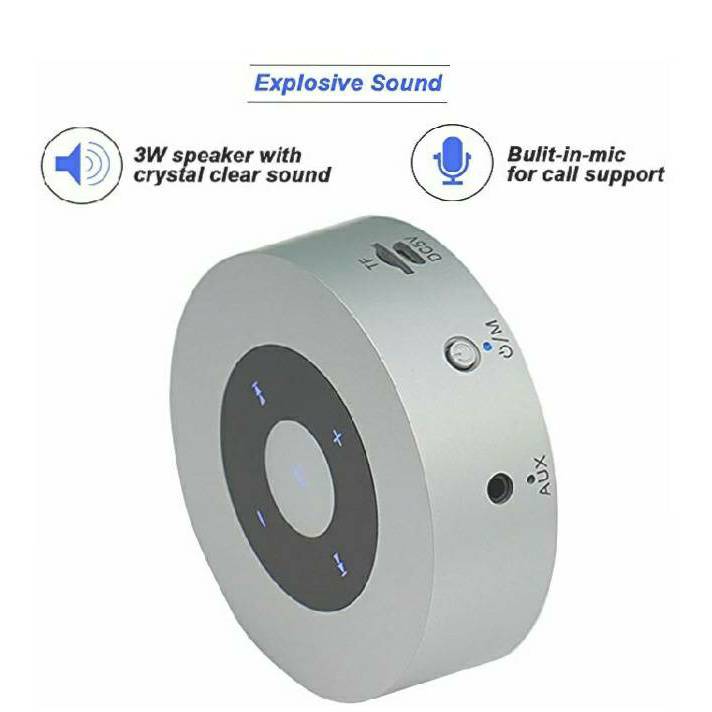 Explosive Sound
3W speaker with
crystal clear sound
Bulit-in-mic
for call support
TF
DC5V
⏻/M
AUX